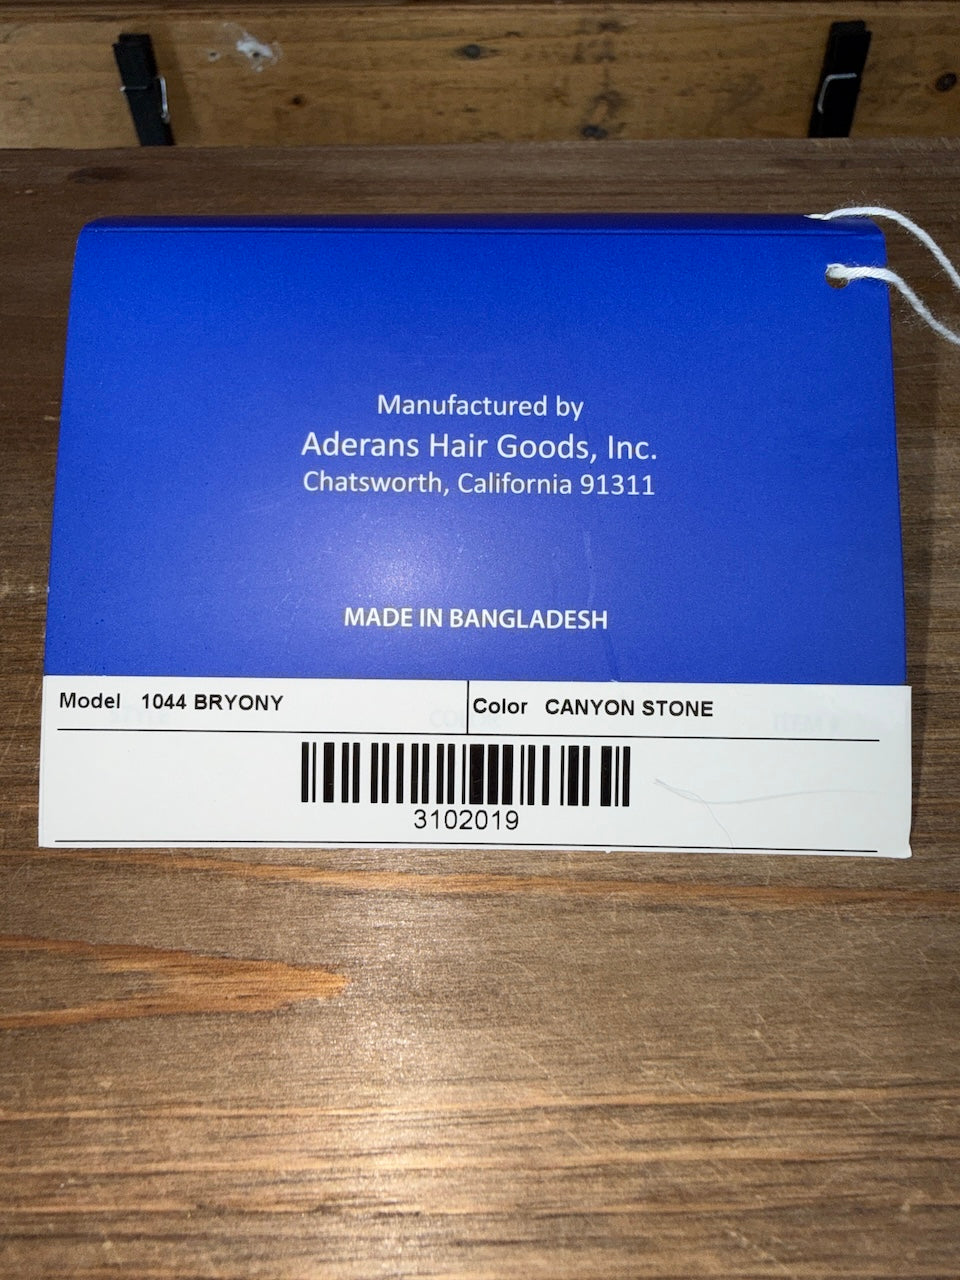 Manufactured by
Aderans Hair Goods, Inc.
Chatsworth, California 91311
MADE IN BANGLADESH
Model 1044 BRYONY
Color CANYON STONE
3102019